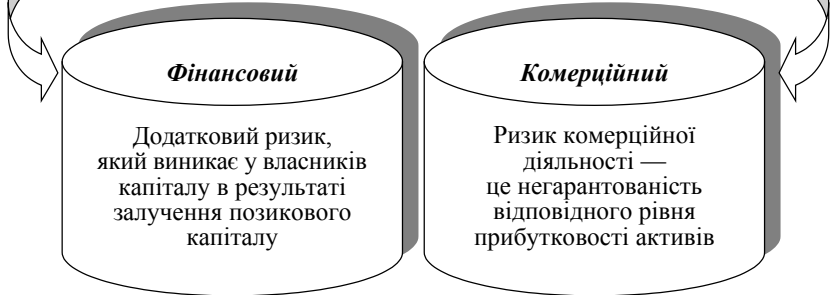 Фінансовий
Додатковий ризик,
який виникає у власників
капіталу в результаті
залучення позикового
капіталу
Комерційний
Ризик комерційної
діяльності —
це негарантованість
відповідного рівня
прибутковості активів